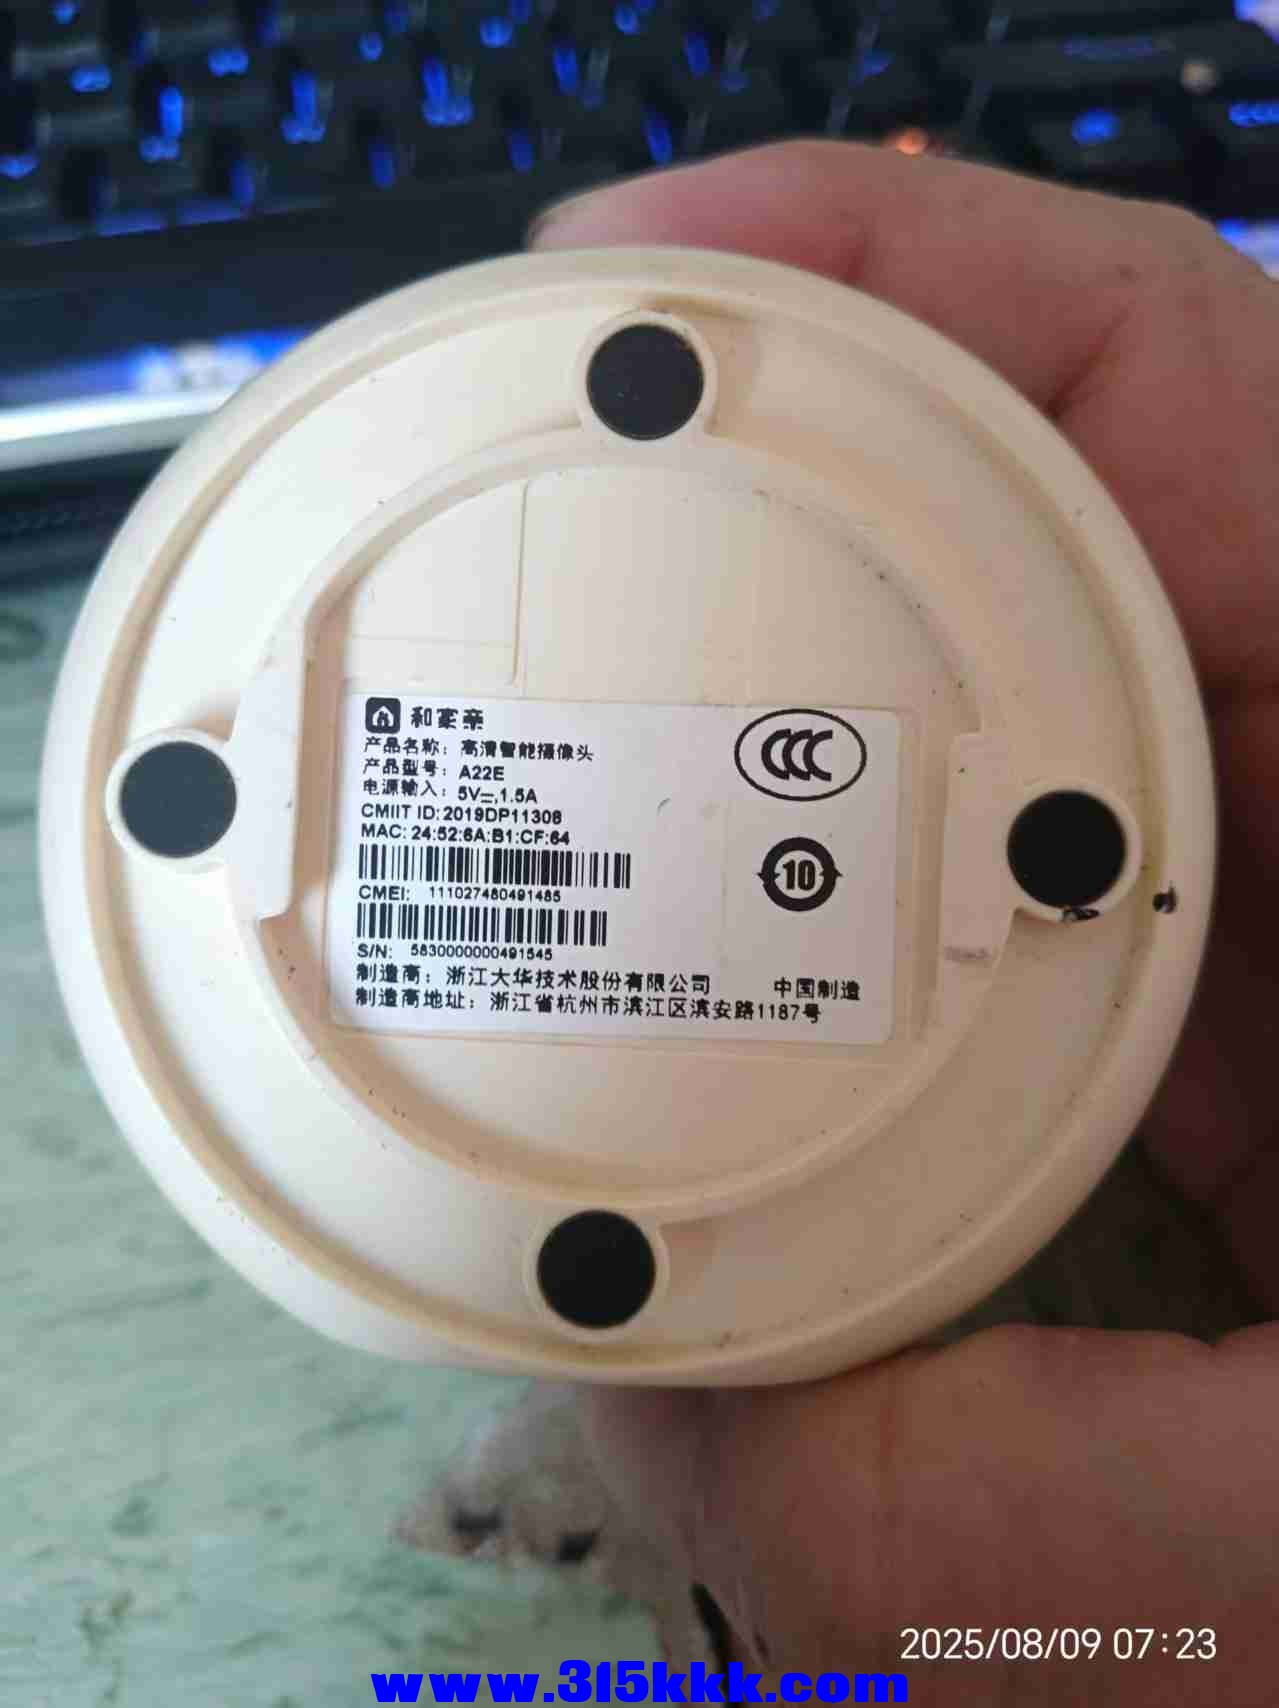 和家亲
产品名称：高清智能摄像头
产品型号：A22E
电源输入：5V⎓,1.5A
CMIIT ID:2019DP11308
MAC: 24:52:6A:B1:CF:64
CMEI: 111027480491485
S/N: 5830000000491545
制造商：浙江大华技术股份有限公司 中国制造
制造商地址：浙江省杭州市滨江区滨安路1187号
CCC
10
2025/08/09 07:23
www.315kkk.com